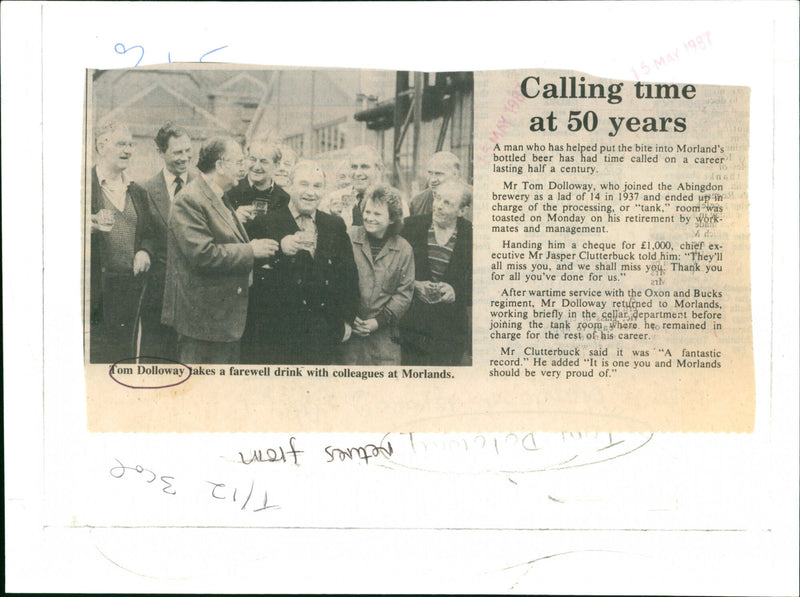 15 MAY 1987
15 MAY 198
Calling time
at 50 years
A man who has helped put the bite into Morland's
bottled beer has had time called on a career
lasting half a century.
Mr Tom Dolloway, who joined the Abingdon
brewery as a lad of 14 in 1937 and ended up in
charge of the processing, or "tank," room was
toasted on Monday on his retirement by work-
mates and management.
Handing him a cheque for £1,000, chief ex-
ecutive Mr Jasper Clutterbuck told him: "They'll
all miss you, and we shall miss you. Thank you
for all you've done for us."
After wartime service with the Oxon and Bucks
regiment, Mr Dolloway returned to Morlands,
working briefly in the cellar department before
joining the tank room where he remained in
charge for the rest of his career.
Mr Clutterbuck said it was "A fantastic
record." He added "It is one you and Morlands
should be very proud of."
Tom Dolloway takes a farewell drink with colleagues at Morlands.
retires from
T/12 3col